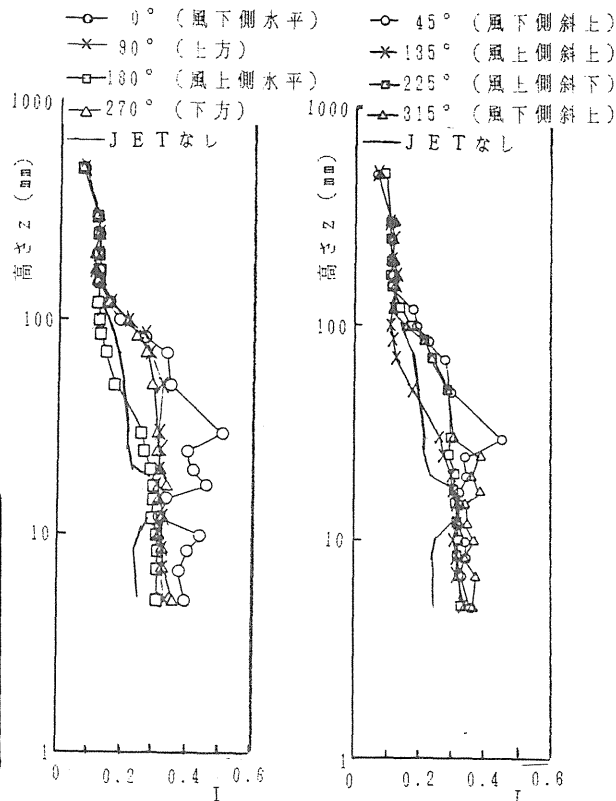 0° (風下側水平)
90° (上方)
180° (風上側水平)
270° (下方)
JETなし
1000
100
10
1
高さz (mm)
0 0.2 0.4 0.6
I
45° (風下側斜上)
135° (風上側斜上)
225° (風上側斜下)
315° (風下側斜上)
JETなし
1000
100
10
1
高さz (mm)
0 0.2 0.4 0.6
I